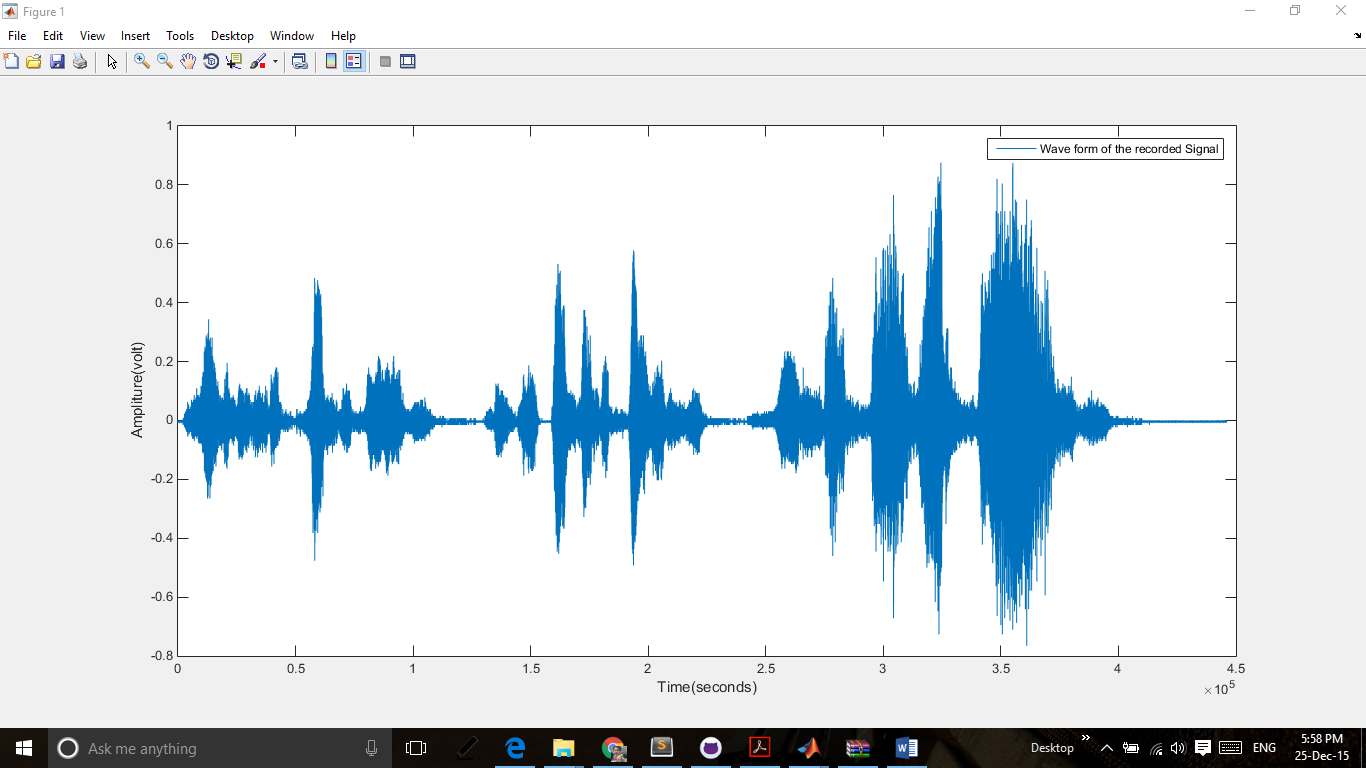 Figure 1
File Edit View Insert Tools Desktop Window Help
1
Wave form of the recorded Signal
0.8
0.6
0.4
0.2
0
-0.2
-0.4
-0.6
-0.8
Ampliture(volt)
0 0.5 1 1.5 2 2.5 3 3.5 4 4.5
Time(seconds)
×10^5
Ask me anything
Desktop
ENG
5:58 PM
25-Dec-15